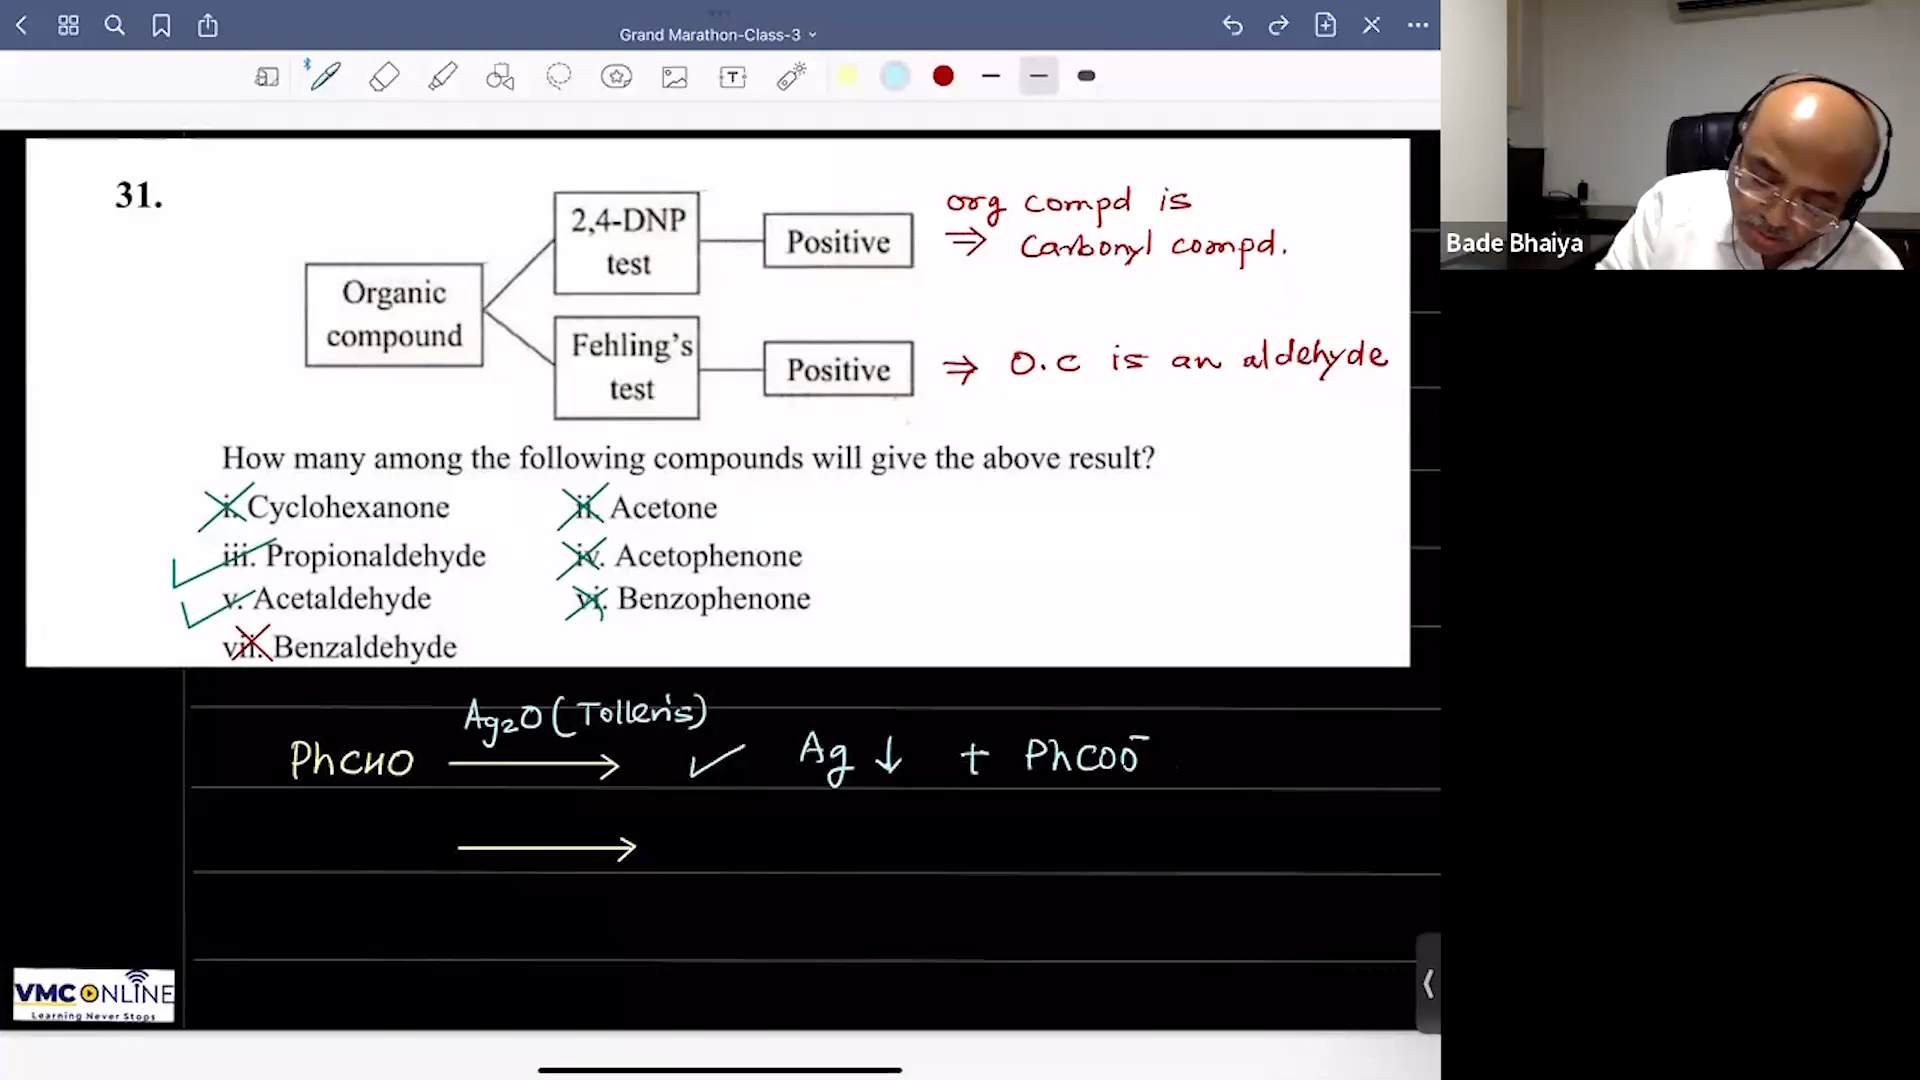 Grand Marathon-Class-3
T
31.
Organic
compound
2,4-DNP
test
Positive
org compd is
⇒ Carbonyl compd.
Fehling's
test
Positive
⇒ O.C is an aldehyde
How many among the following compounds will give the above result?
i. Cyclohexanone
ii. Acetone
iii. Propionaldehyde
iv. Acetophenone
v. Acetaldehyde
vi. Benzophenone
vii. Benzaldehyde
Ag₂O (Tollen's)
PhCHO ⟶ ✓ Ag ↓ + PhCOO⁻
⟶
VMC ONLINE
Learning Never Stops
Bade Bhaiya